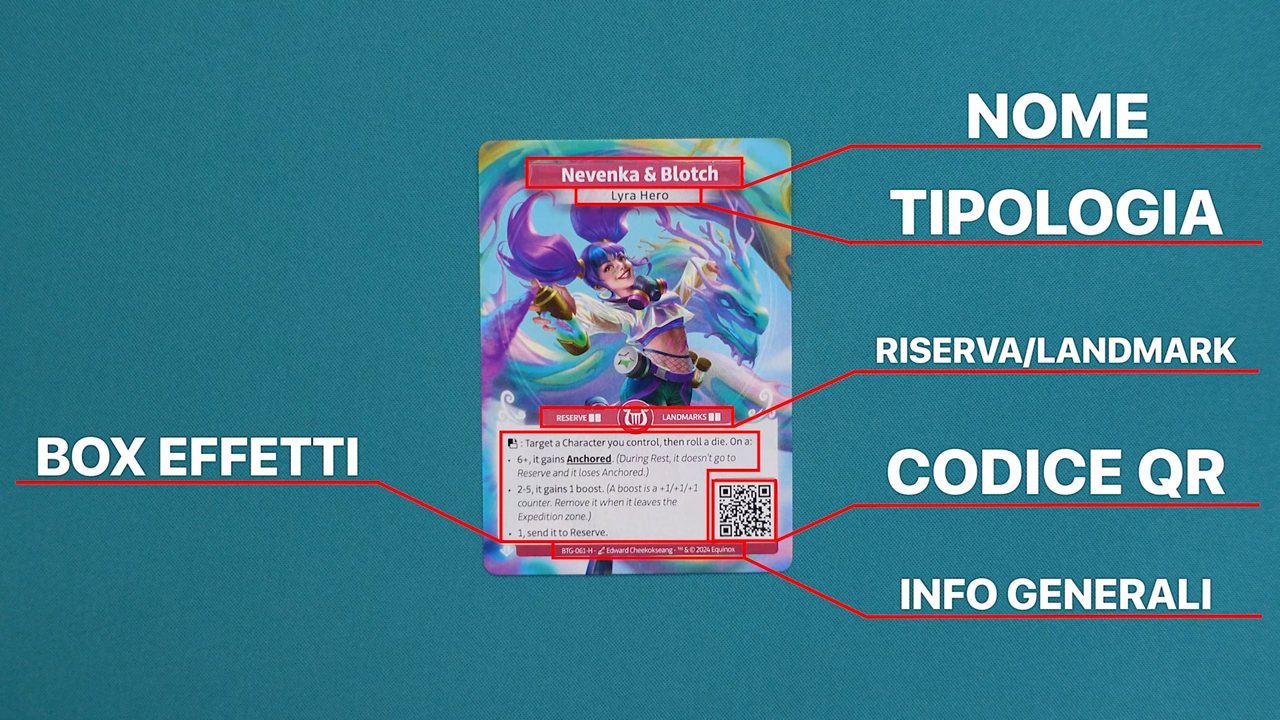 NOME
Nevenka & Blotch
TIPOLOGIA
Lyra Hero
RISERVA/LANDMARK
RESERVE
LANDMARKS
BOX EFFETTI
: Target a Character you control, then roll a die. On a:
• 6+, it gains Anchored. (During Rest, it doesn't go to
Reserve and it loses Anchored.)
• 2-5, it gains 1 boost. (A boost is a +1/+1/+1
counter. Remove it when it leaves the
Expedition zone.)
• 1, send it to Reserve.
CODICE QR
BTG-061-H - Edward Cheekokseang - ™ & © 2024 Equinox
INFO GENERALI